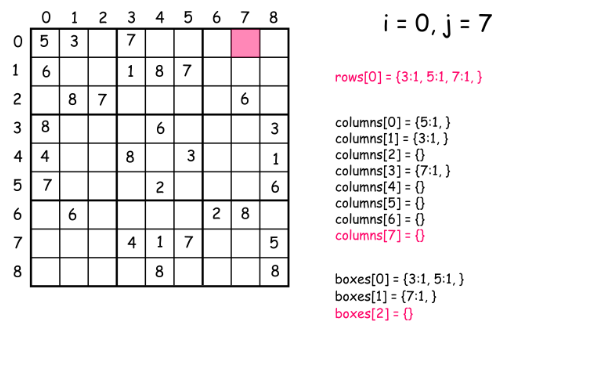 0 1 2 3 4 5 6 7 8
i = 0, j = 7
0 5 3 7
1 6 1 8 7
2 8 7 6
3 8 6 3
4 4 8 3 1
5 7 2 6
6 6 2 8
7 4 1 7 5
8 8 8
rows[0] = {3:1, 5:1, 7:1, }
columns[0] = {5:1, }
columns[1] = {3:1, }
columns[2] = {}
columns[3] = {7:1, }
columns[4] = {}
columns[5] = {}
columns[6] = {}
columns[7] = {}
boxes[0] = {3:1, 5:1, }
boxes[1] = {7:1, }
boxes[2] = {}